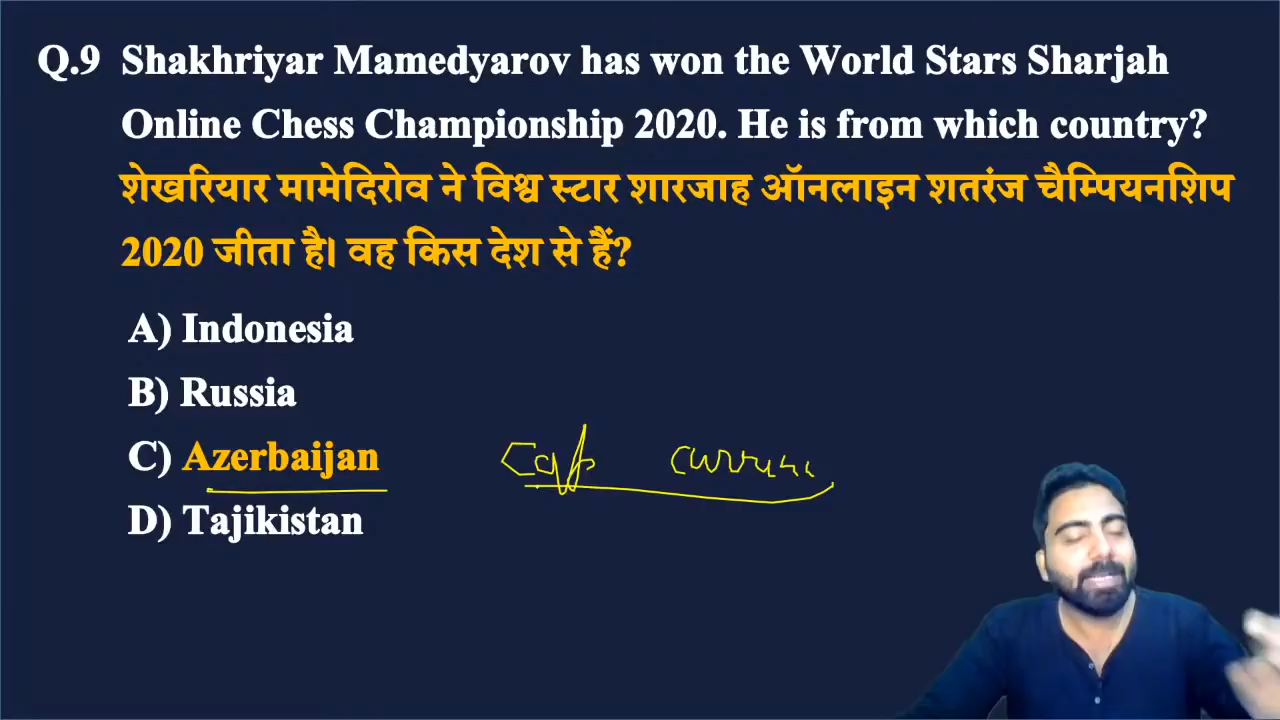 Q.9 Shakhriyar Mamedyarov has won the World Stars Sharjah
Online Chess Championship 2020. He is from which country?
शेखरियार मामेदिरोव ने विश्व स्टार शारजाह ऑनलाइन शतरंज चैम्पियनशिप
2020 जीता है। वह किस देश से हैं?
A) Indonesia
B) Russia
C) Azerbaijan
D) Tajikistan